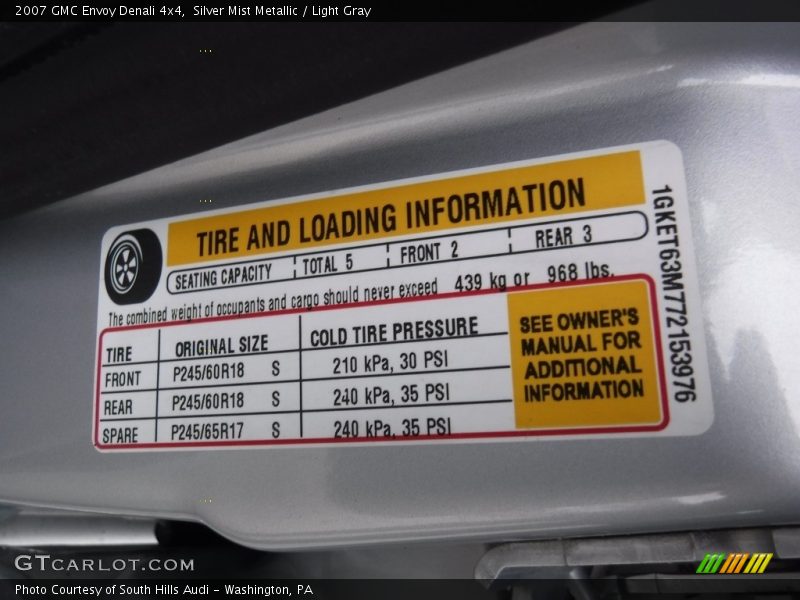 2007 GMC Envoy Denali 4x4,  Silver Mist Metallic / Light Gray
TIRE AND LOADING INFORMATION
SEATING CAPACITY TOTAL 5 FRONT 2 REAR 3
The combined weight of occupants and cargo should never exceed 439 kg or 968 lbs.
TIRE ORIGINAL SIZE COLD TIRE PRESSURE
FRONT P245/60R18 S 210 kPa, 30 PSI
REAR P245/60R18 S 240 kPa, 35 PSI
SPARE P245/65R17 S 240 kPa, 35 PSI
SEE OWNER'S
MANUAL FOR
ADDITIONAL
INFORMATION
1GKET63M772153976
GTCARLOT.COM
Photo Courtesy of South Hills Audi - Washington, PA